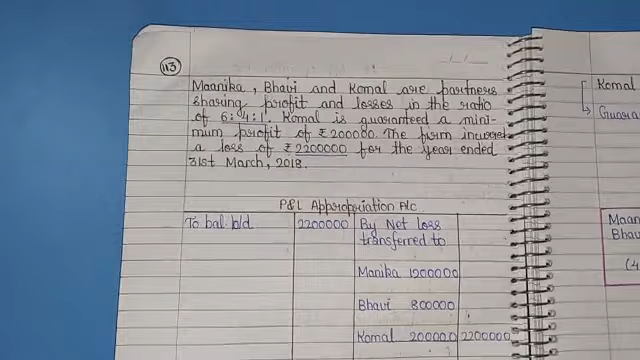 113
Maanika, Bhavi and Komal are partners
sharing profit and losses in the ratio
of 6:4:1. Komal is guaranteed a mini-
mum profit of ₹200000. The firm incurred
a loss of ₹2200000 for the year ended
31st March, 2018.
P&L Appropriation A/c
To bal. b/d 2200000 By Net loss
transferred to
Manika 1200000
Bhavi 800000
Komal 200000 2200000
Komal
Maan
Bhav
(4